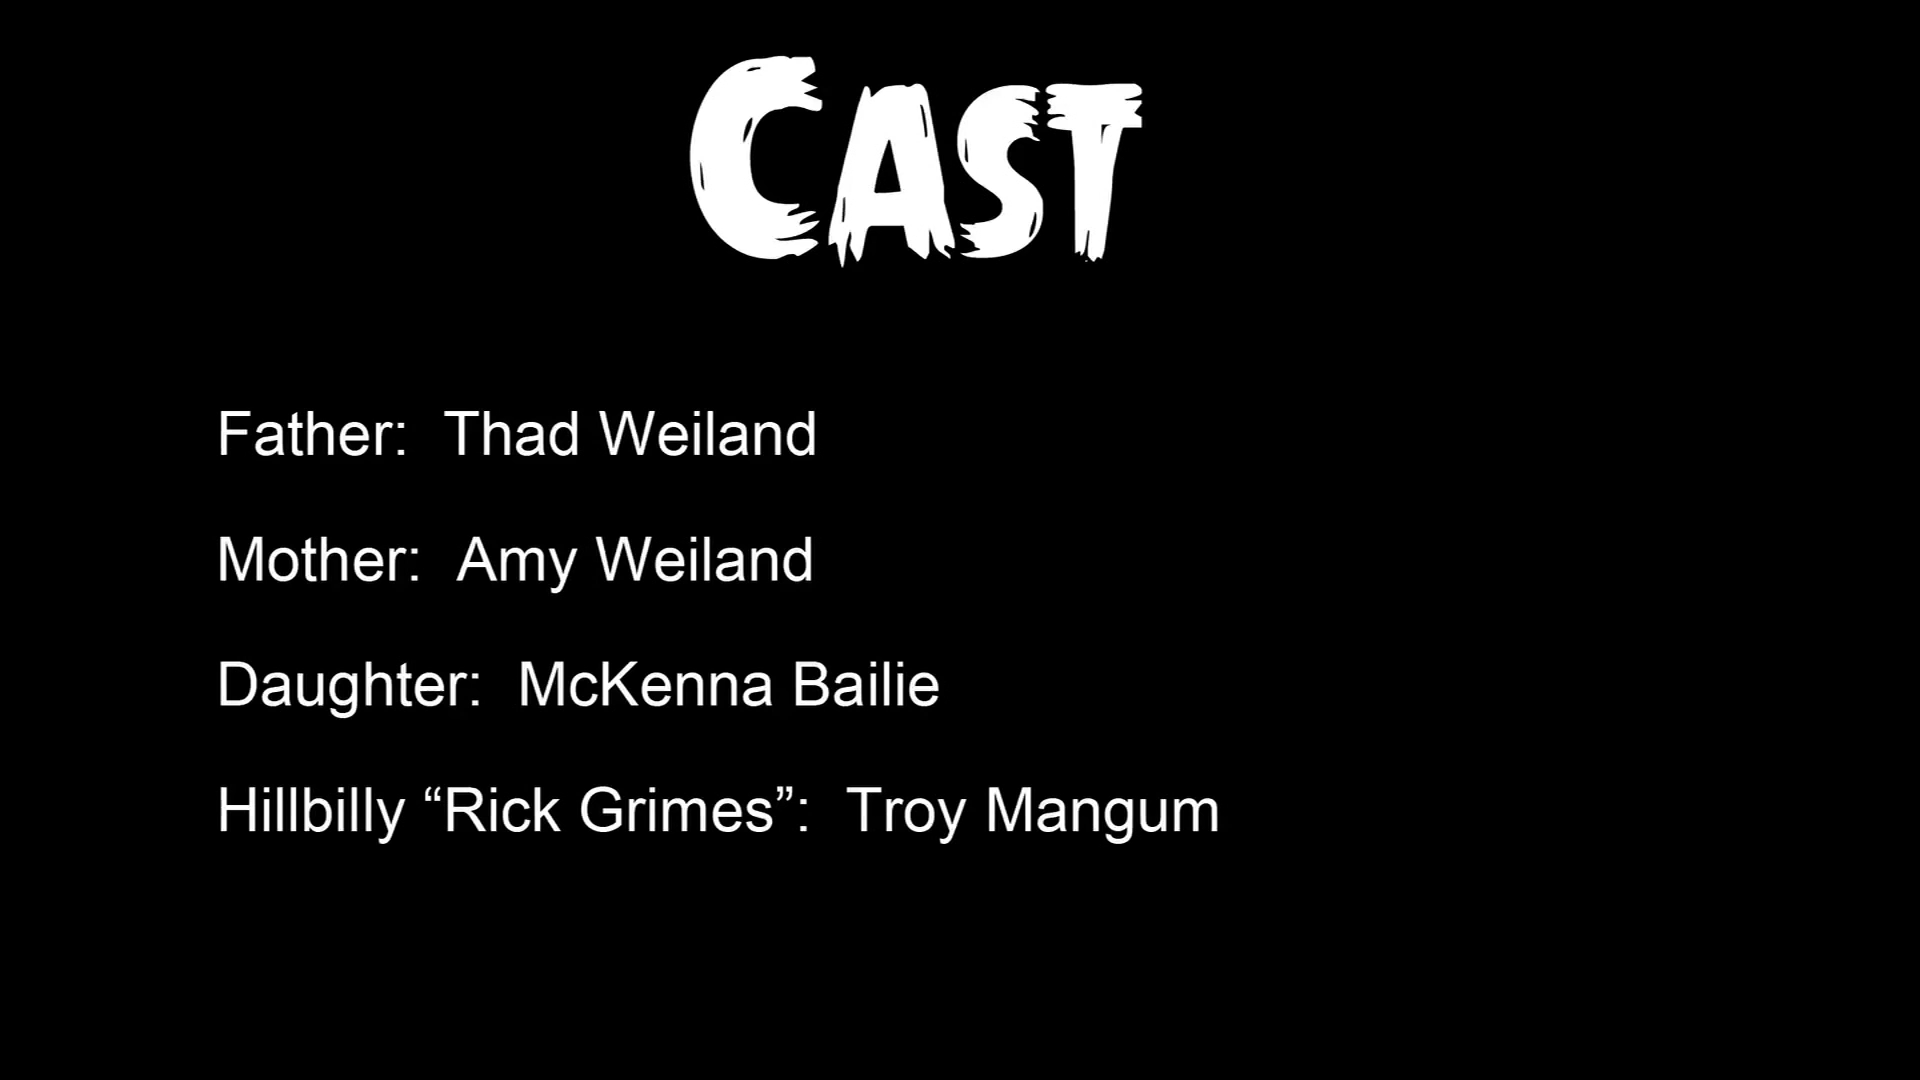 CAST
Father:  Thad Weiland
Mother:  Amy Weiland
Daughter:  McKenna Bailie
Hillbilly “Rick Grimes”:  Troy Mangum